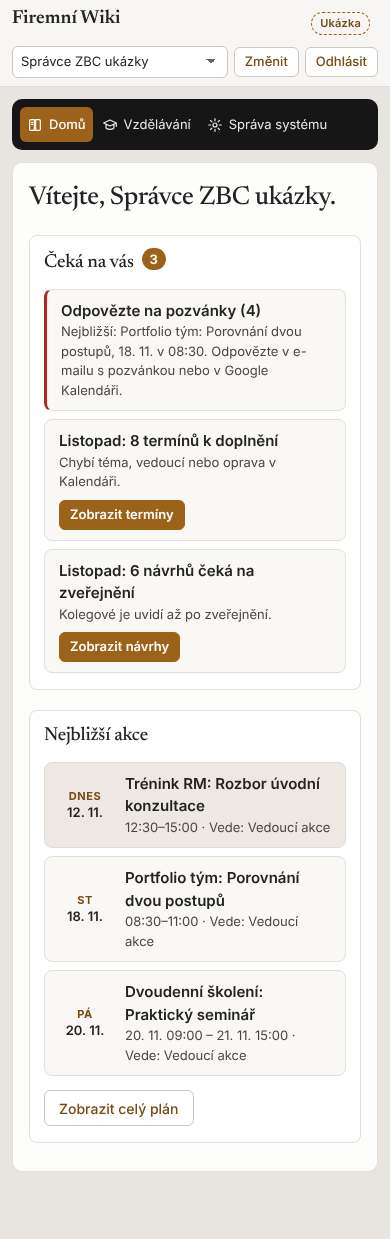 Firemní Wiki
Ukázka
Správce ZBC ukázky
Změnit
Odhlásit
Domů
Vzdělávání
Správa systému
Vítejte, Správce ZBC ukázky.
Čeká na vás 3
Odpovězte na pozvánky (4)
Nejbližší: Portfolio tým: Porovnání dvou
postupů, 18. 11. v 08:30. Odpovězte v e-
mailu s pozvánkou nebo v Google
Kalendáři.
Listopad: 8 termínů k doplnění
Chybí téma, vedoucí nebo oprava v
Kalendáři.
Zobrazit termíny
Listopad: 6 návrhů čeká na
zveřejnění
Kolegové je uvidí až po zveřejnění.
Zobrazit návrhy
Nejbližší akce
DNES
12. 11.
Trénink RM: Rozbor úvodní
konzultace
12:30–15:00 · Vede: Vedoucí akce
ST
18. 11.
Portfolio tým: Porovnání
dvou postupů
08:30–11:00 · Vede: Vedoucí
akce
PÁ
20. 11.
Dvoudenní školení:
Praktický seminář
20. 11. 09:00 – 21. 11. 15:00 ·
Vede: Vedoucí akce
Zobrazit celý plán